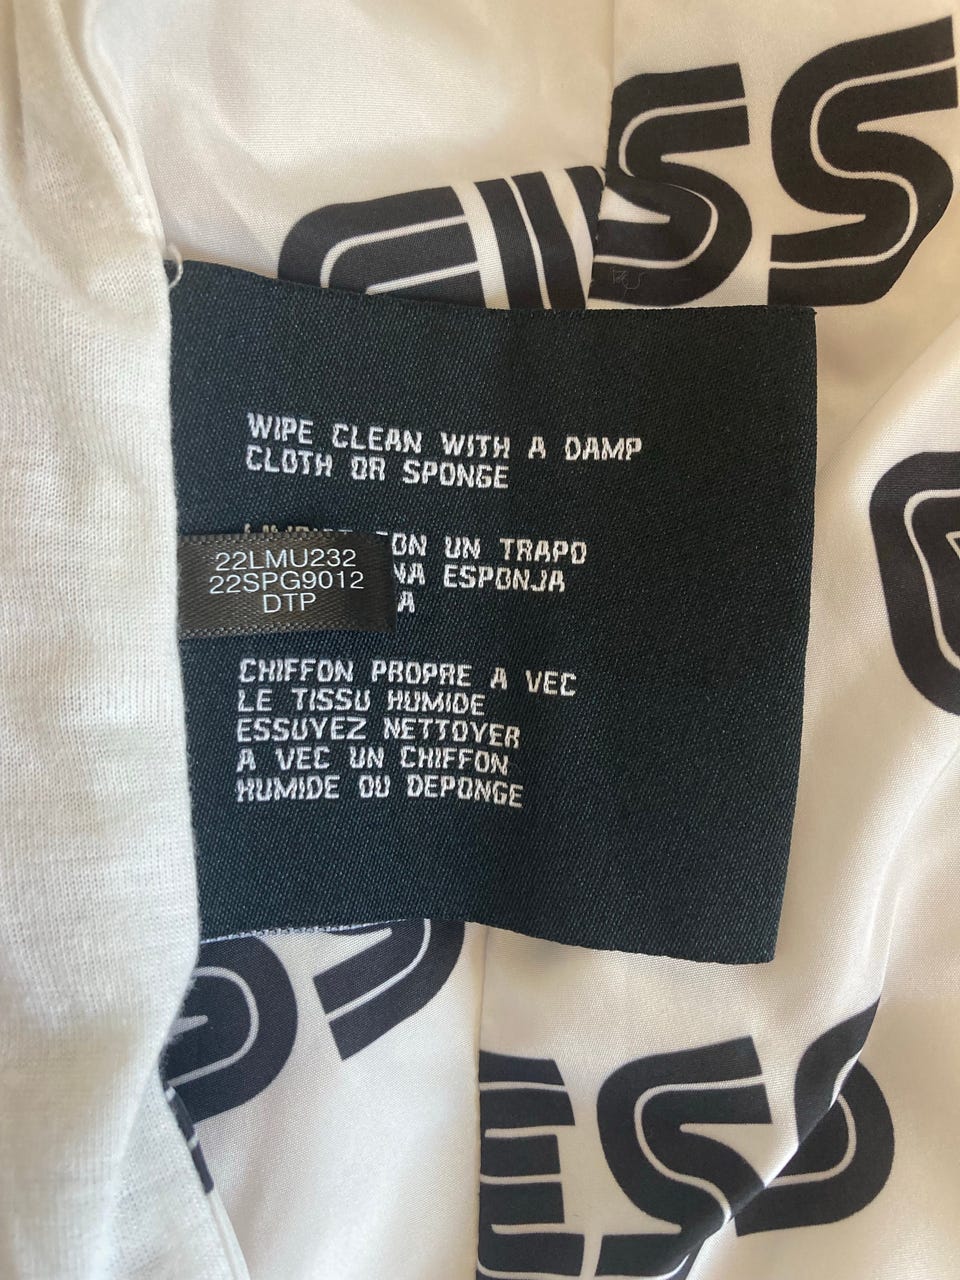 WIPE CLEAN WITH A DAMP
CLOTH OR SPONGE
UN TRAPO
ESPONJA
22LMU232
22SPG9012
DTP
CHIFFON PROPRE A VEC
LE TISSU HUMIDE
ESSUYEZ NETTOYER
A VEC UN CHIFFON
HUMIDE OU DEPONGE